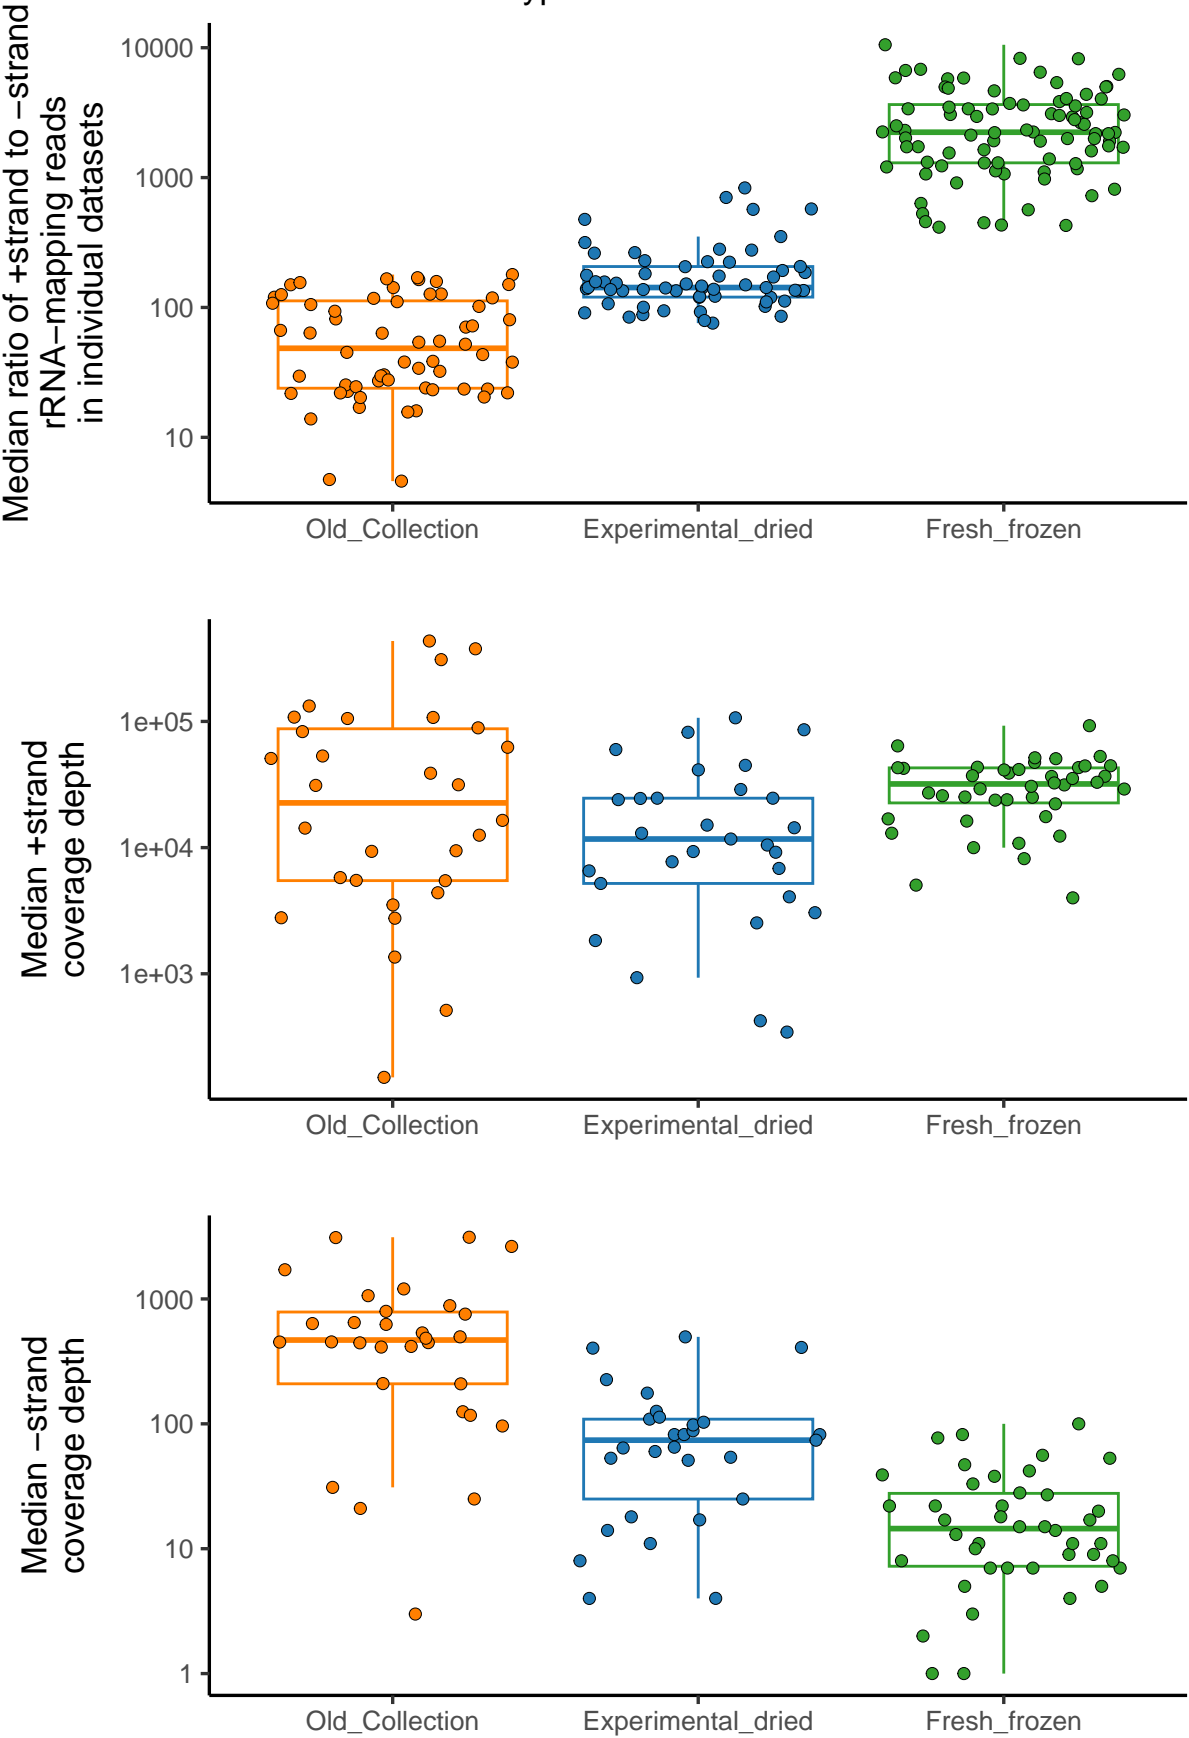 Median ratio of +strand to −strand
rRNA−mapping reads
in individual datasets
10000
1000
100
10
Old_Collection
Experimental_dried
Fresh_frozen
Median +strand
coverage depth
1e+05
1e+04
1e+03
Old_Collection
Experimental_dried
Fresh_frozen
Median −strand
coverage depth
1000
100
10
1
Old_Collection
Experimental_dried
Fresh_frozen